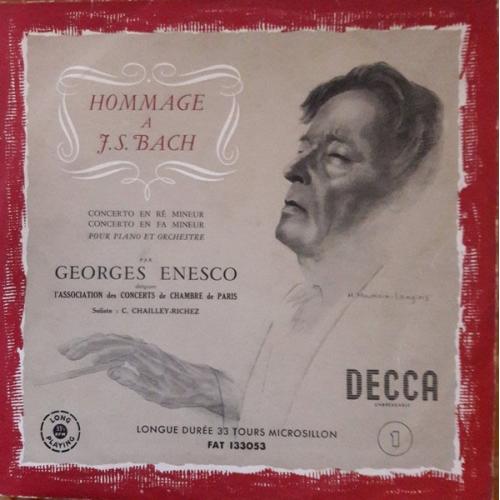 HOMMAGE
A
J.S. BACH
CONCERTO EN RÉ MINEUR
CONCERTO EN FA MINEUR
POUR PIANO ET ORCHESTRE
PAR
GEORGES ENESCO
dirigeant
l'ASSOCIATION des CONCERTS de CHAMBRE de PARIS
Soliste : C. CHAILLEY-RICHEZ
DECCA
LONG
33
PLAYING
LONGUE DURÉE 33 TOURS MICROSILLON
FAT 133053
1